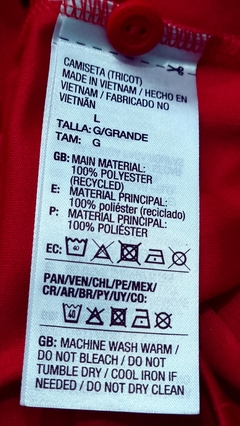 CAMISETA (TRICOT)
MADE IN VIETNAM / HECHO EN
VIETNAM / FABRICADO NO
VIETNÃN
L
TALLA: G/GRANDE
TAM: G
GB: MAIN MATERIAL:
100% POLYESTER
(RECYCLED)
E: MATERIAL PRINCIPAL:
100% poliéster (reciclado)
P: MATERIAL PRINCIPAL:
100% POLIÉSTER
EC: 40
PAN/VEN/CHL/PE/MEX/
CR/AR/BR/PY/UY/CO:
40
GB: MACHINE WASH WARM /
DO NOT BLEACH / DO NOT
TUMBLE DRY / COOL IRON IF
NEEDED / DO NOT DRY CLEAN